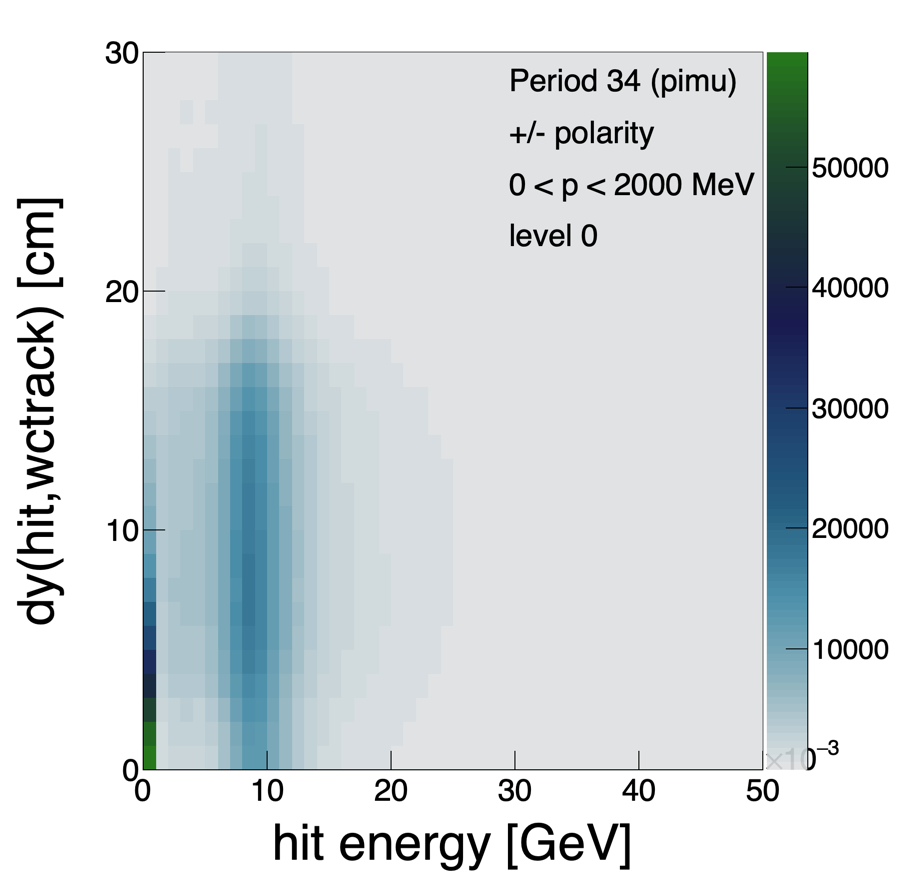 30
Period 34 (pimu)
+/- polarity
50000
0 < p < 2000 MeV
level 0
dy(hit,wctrack) [cm]
20
40000
30000
10
20000
10000
×10⁻³
0
0 10 20 30 40 50
hit energy [GeV]